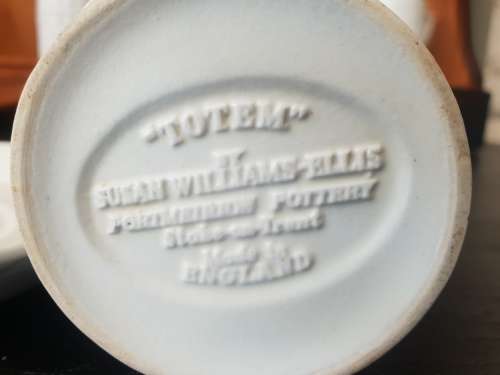 "TOTEM"
BY
SUSAN WILLIAMS-ELLIS
PORTMEIRION POTTERY
Stoke-on-Trent
Made in
ENGLAND